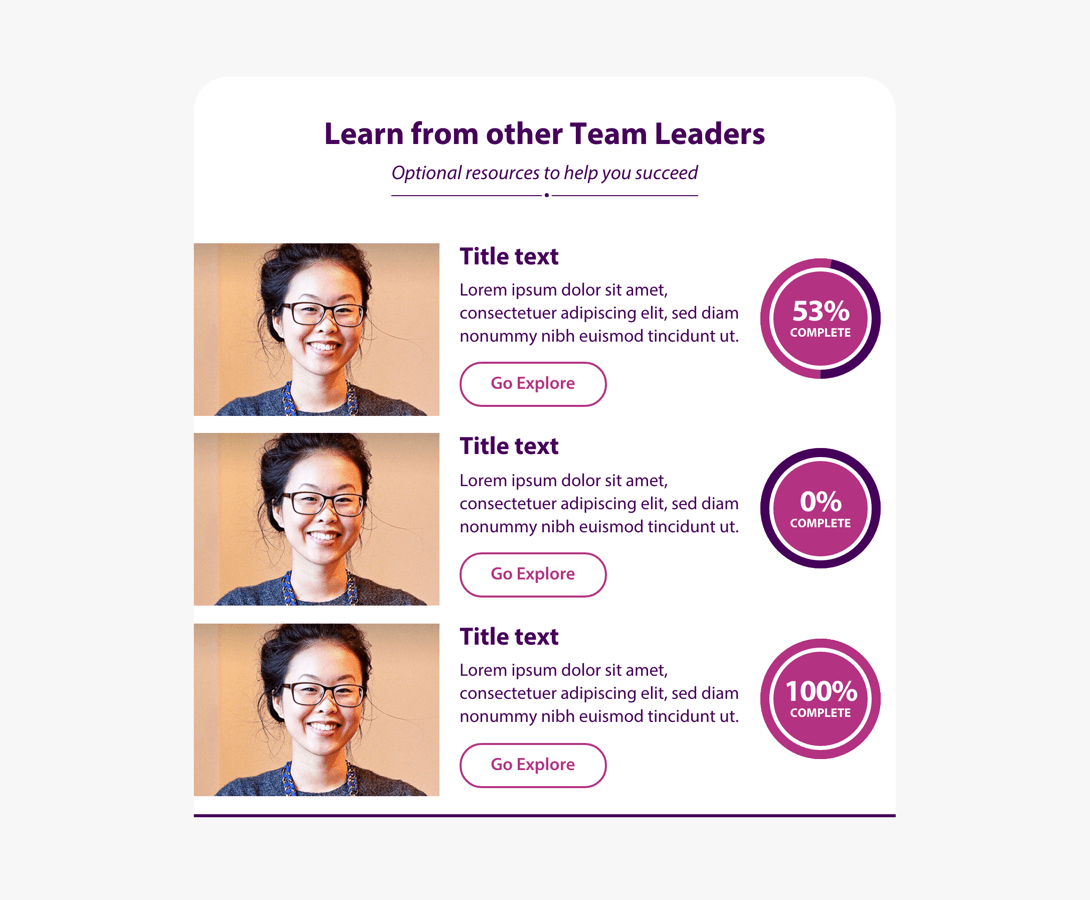 Learn from other Team Leaders
Optional resources to help you succeed
Title text
Lorem ipsum dolor sit amet,
consectetuer adipiscing elit, sed diam
nonummy nibh euismod tincidunt ut.
Go Explore
53%
COMPLETE
Title text
Lorem ipsum dolor sit amet,
consectetuer adipiscing elit, sed diam
nonummy nibh euismod tincidunt ut.
Go Explore
0%
COMPLETE
Title text
Lorem ipsum dolor sit amet,
consectetuer adipiscing elit, sed diam
nonummy nibh euismod tincidunt ut.
Go Explore
100%
COMPLETE